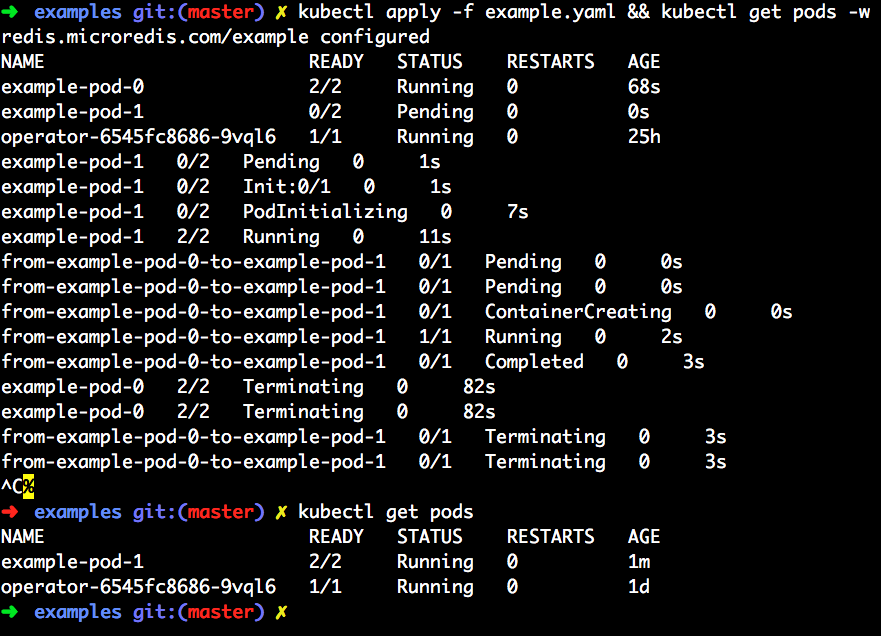 ➜  examples git:(master) ✗ kubectl apply -f example.yaml && kubectl get pods -w
redis.microredis.com/example configured
NAME                        READY   STATUS    RESTARTS   AGE
example-pod-0               2/2     Running   0          68s
example-pod-1               0/2     Pending   0          0s
operator-6545fc8686-9vql6   1/1     Running   0          25h
example-pod-1   0/2   Pending   0     1s
example-pod-1   0/2   Init:0/1   0     1s
example-pod-1   0/2   PodInitializing   0     7s
example-pod-1   2/2   Running   0     11s
from-example-pod-0-to-example-pod-1   0/1   Pending   0     0s
from-example-pod-0-to-example-pod-1   0/1   Pending   0     0s
from-example-pod-0-to-example-pod-1   0/1   ContainerCreating   0     0s
from-example-pod-0-to-example-pod-1   1/1   Running   0     2s
from-example-pod-0-to-example-pod-1   0/1   Completed   0     3s
example-pod-0   2/2   Terminating   0     82s
example-pod-0   2/2   Terminating   0     82s
from-example-pod-0-to-example-pod-1   0/1   Terminating   0     3s
from-example-pod-0-to-example-pod-1   0/1   Terminating   0     3s
^C%
➜  examples git:(master) ✗ kubectl get pods
NAME                        READY   STATUS    RESTARTS   AGE
example-pod-1               2/2     Running   0          1m
operator-6545fc8686-9vql6   1/1     Running   0          1d
➜  examples git:(master) ✗